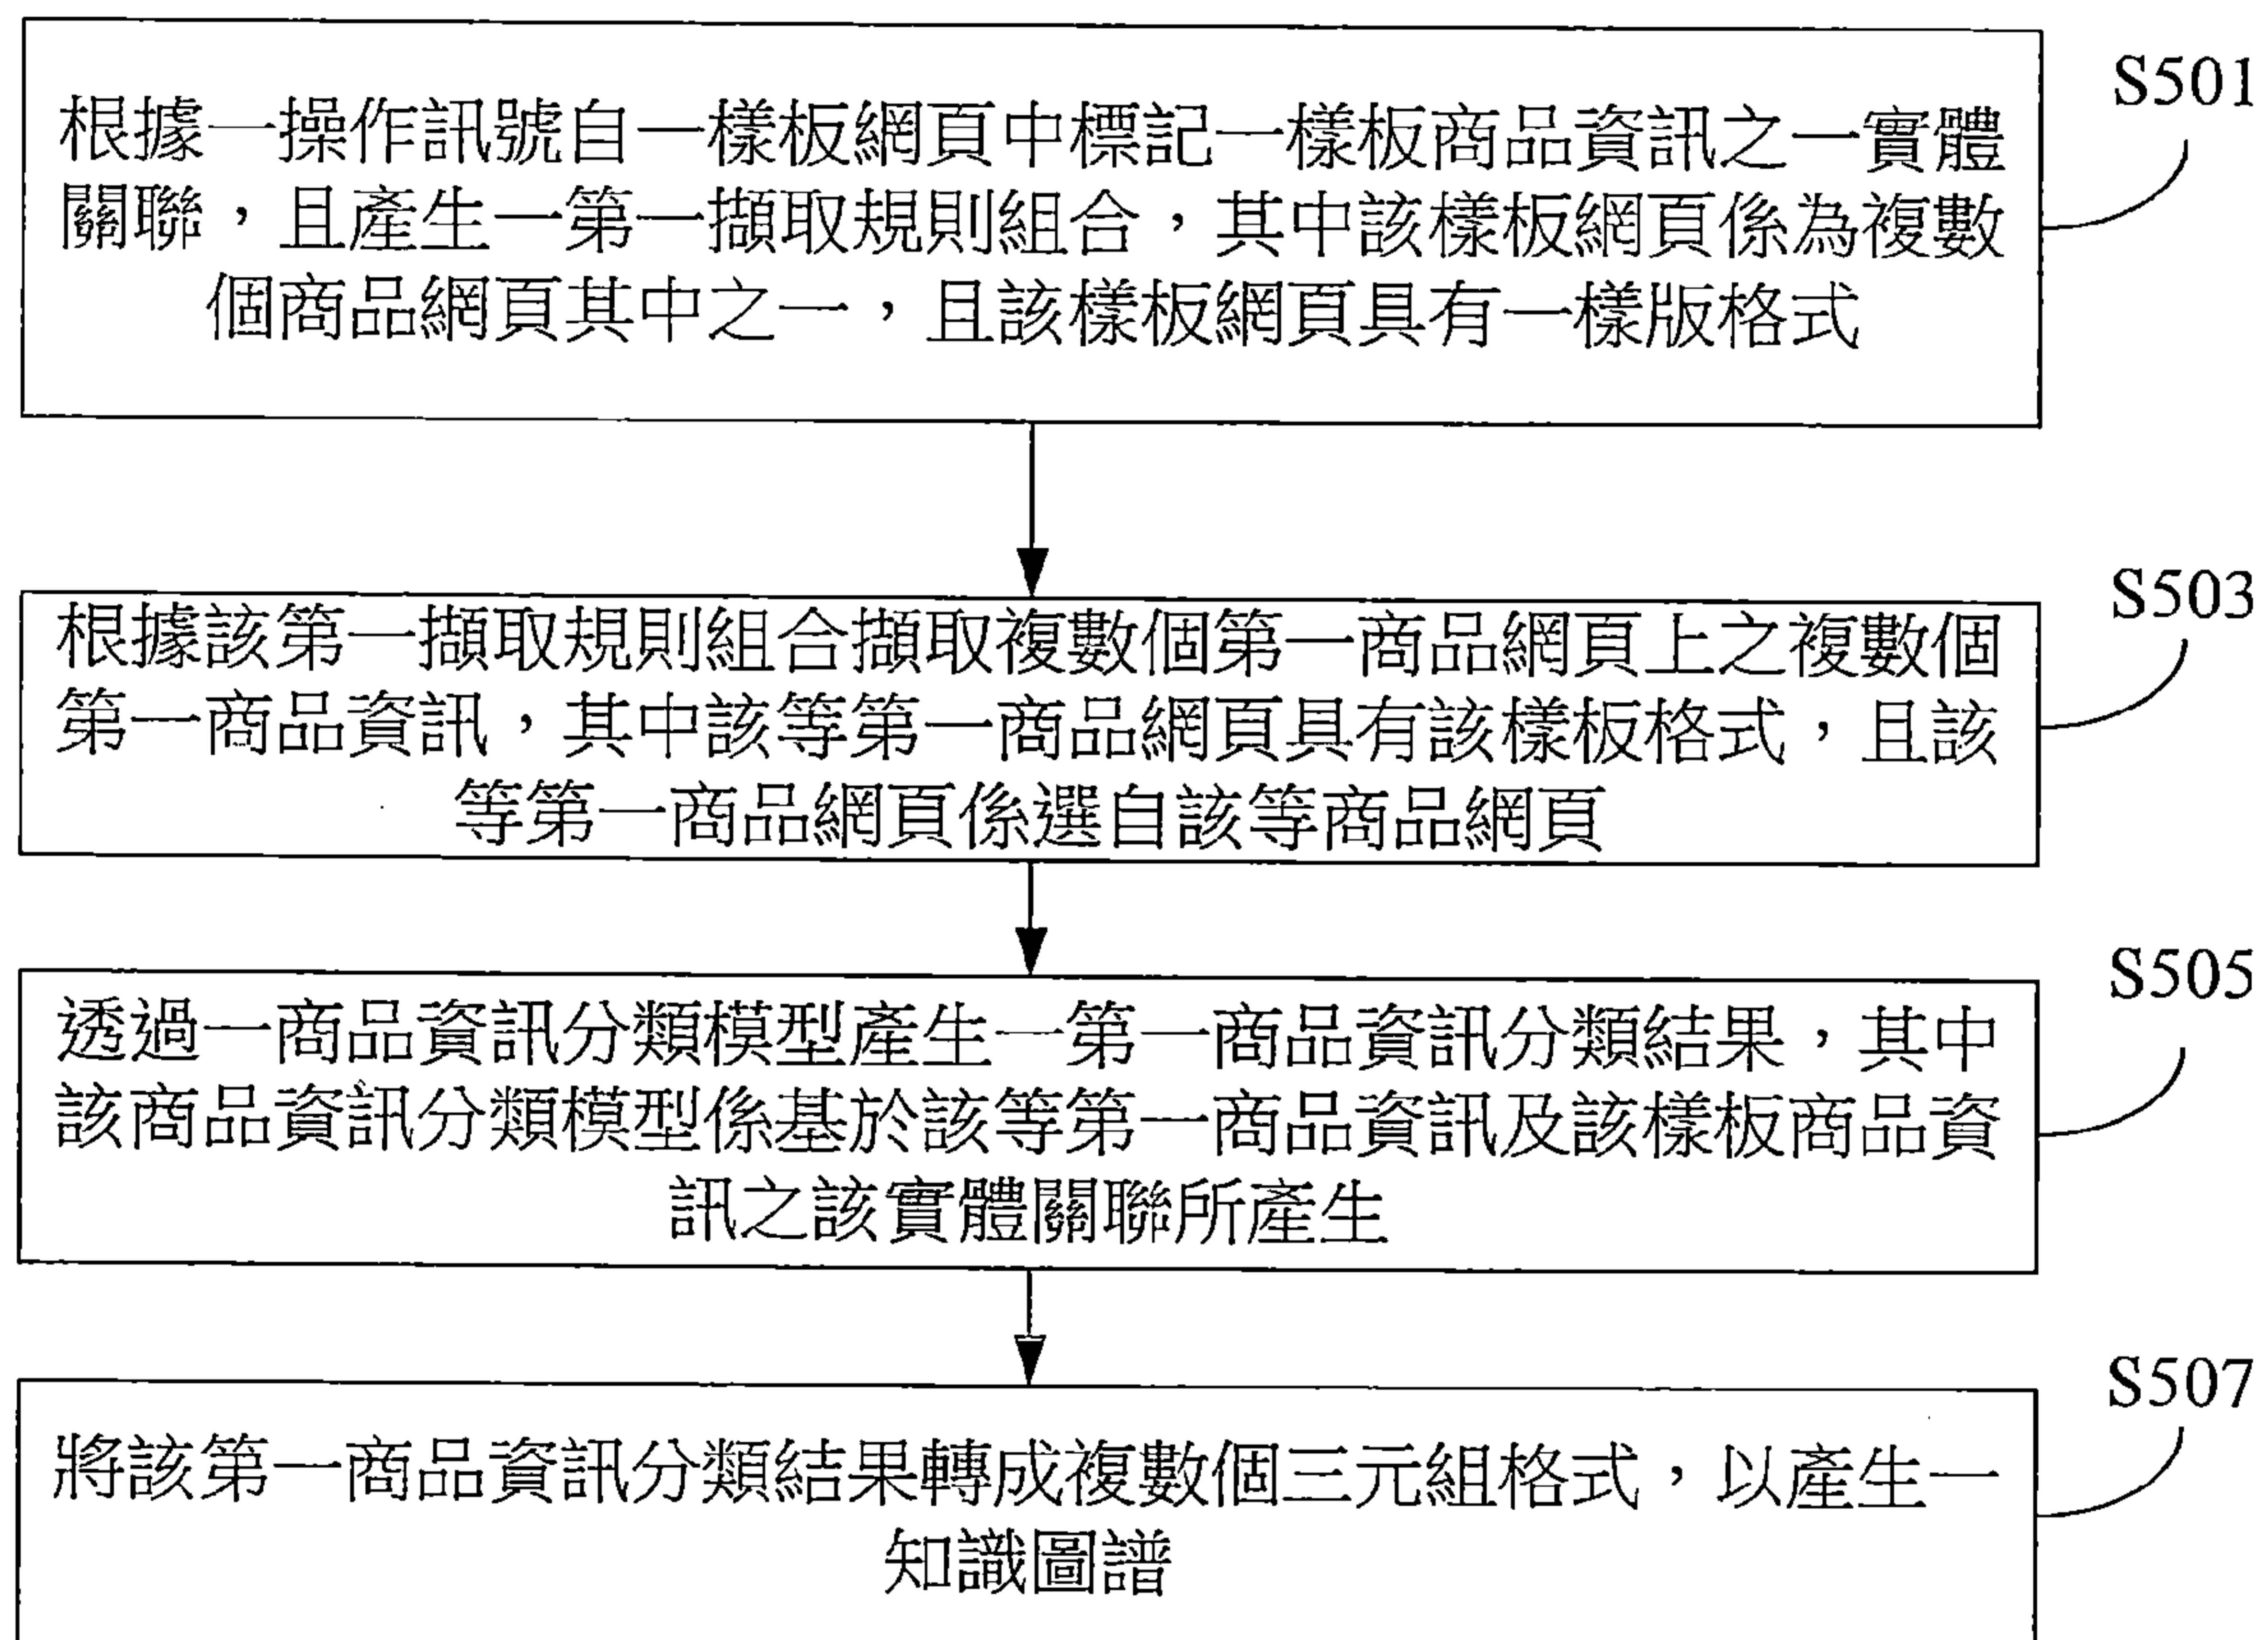 根據一操作訊號自一樣板網頁中標記一樣板商品資訊之一實體
關聯，且產生一第一擷取規則組合，其中該樣板網頁係為複數
個商品網頁其中之一，且該樣板網頁具有一樣版格式
S501
根據該第一擷取規則組合擷取複數個第一商品網頁上之複數個
第一商品資訊，其中該等第一商品網頁具有該樣板格式，且該
等第一商品網頁係選自該等商品網頁
S503
透過一商品資訊分類模型產生一第一商品資訊分類結果，其中
該商品資訊分類模型係基於該等第一商品資訊及該樣板商品資
訊之該實體關聯所產生
S505
將該第一商品資訊分類結果轉成複數個三元組格式，以產生一
知識圖譜
S507